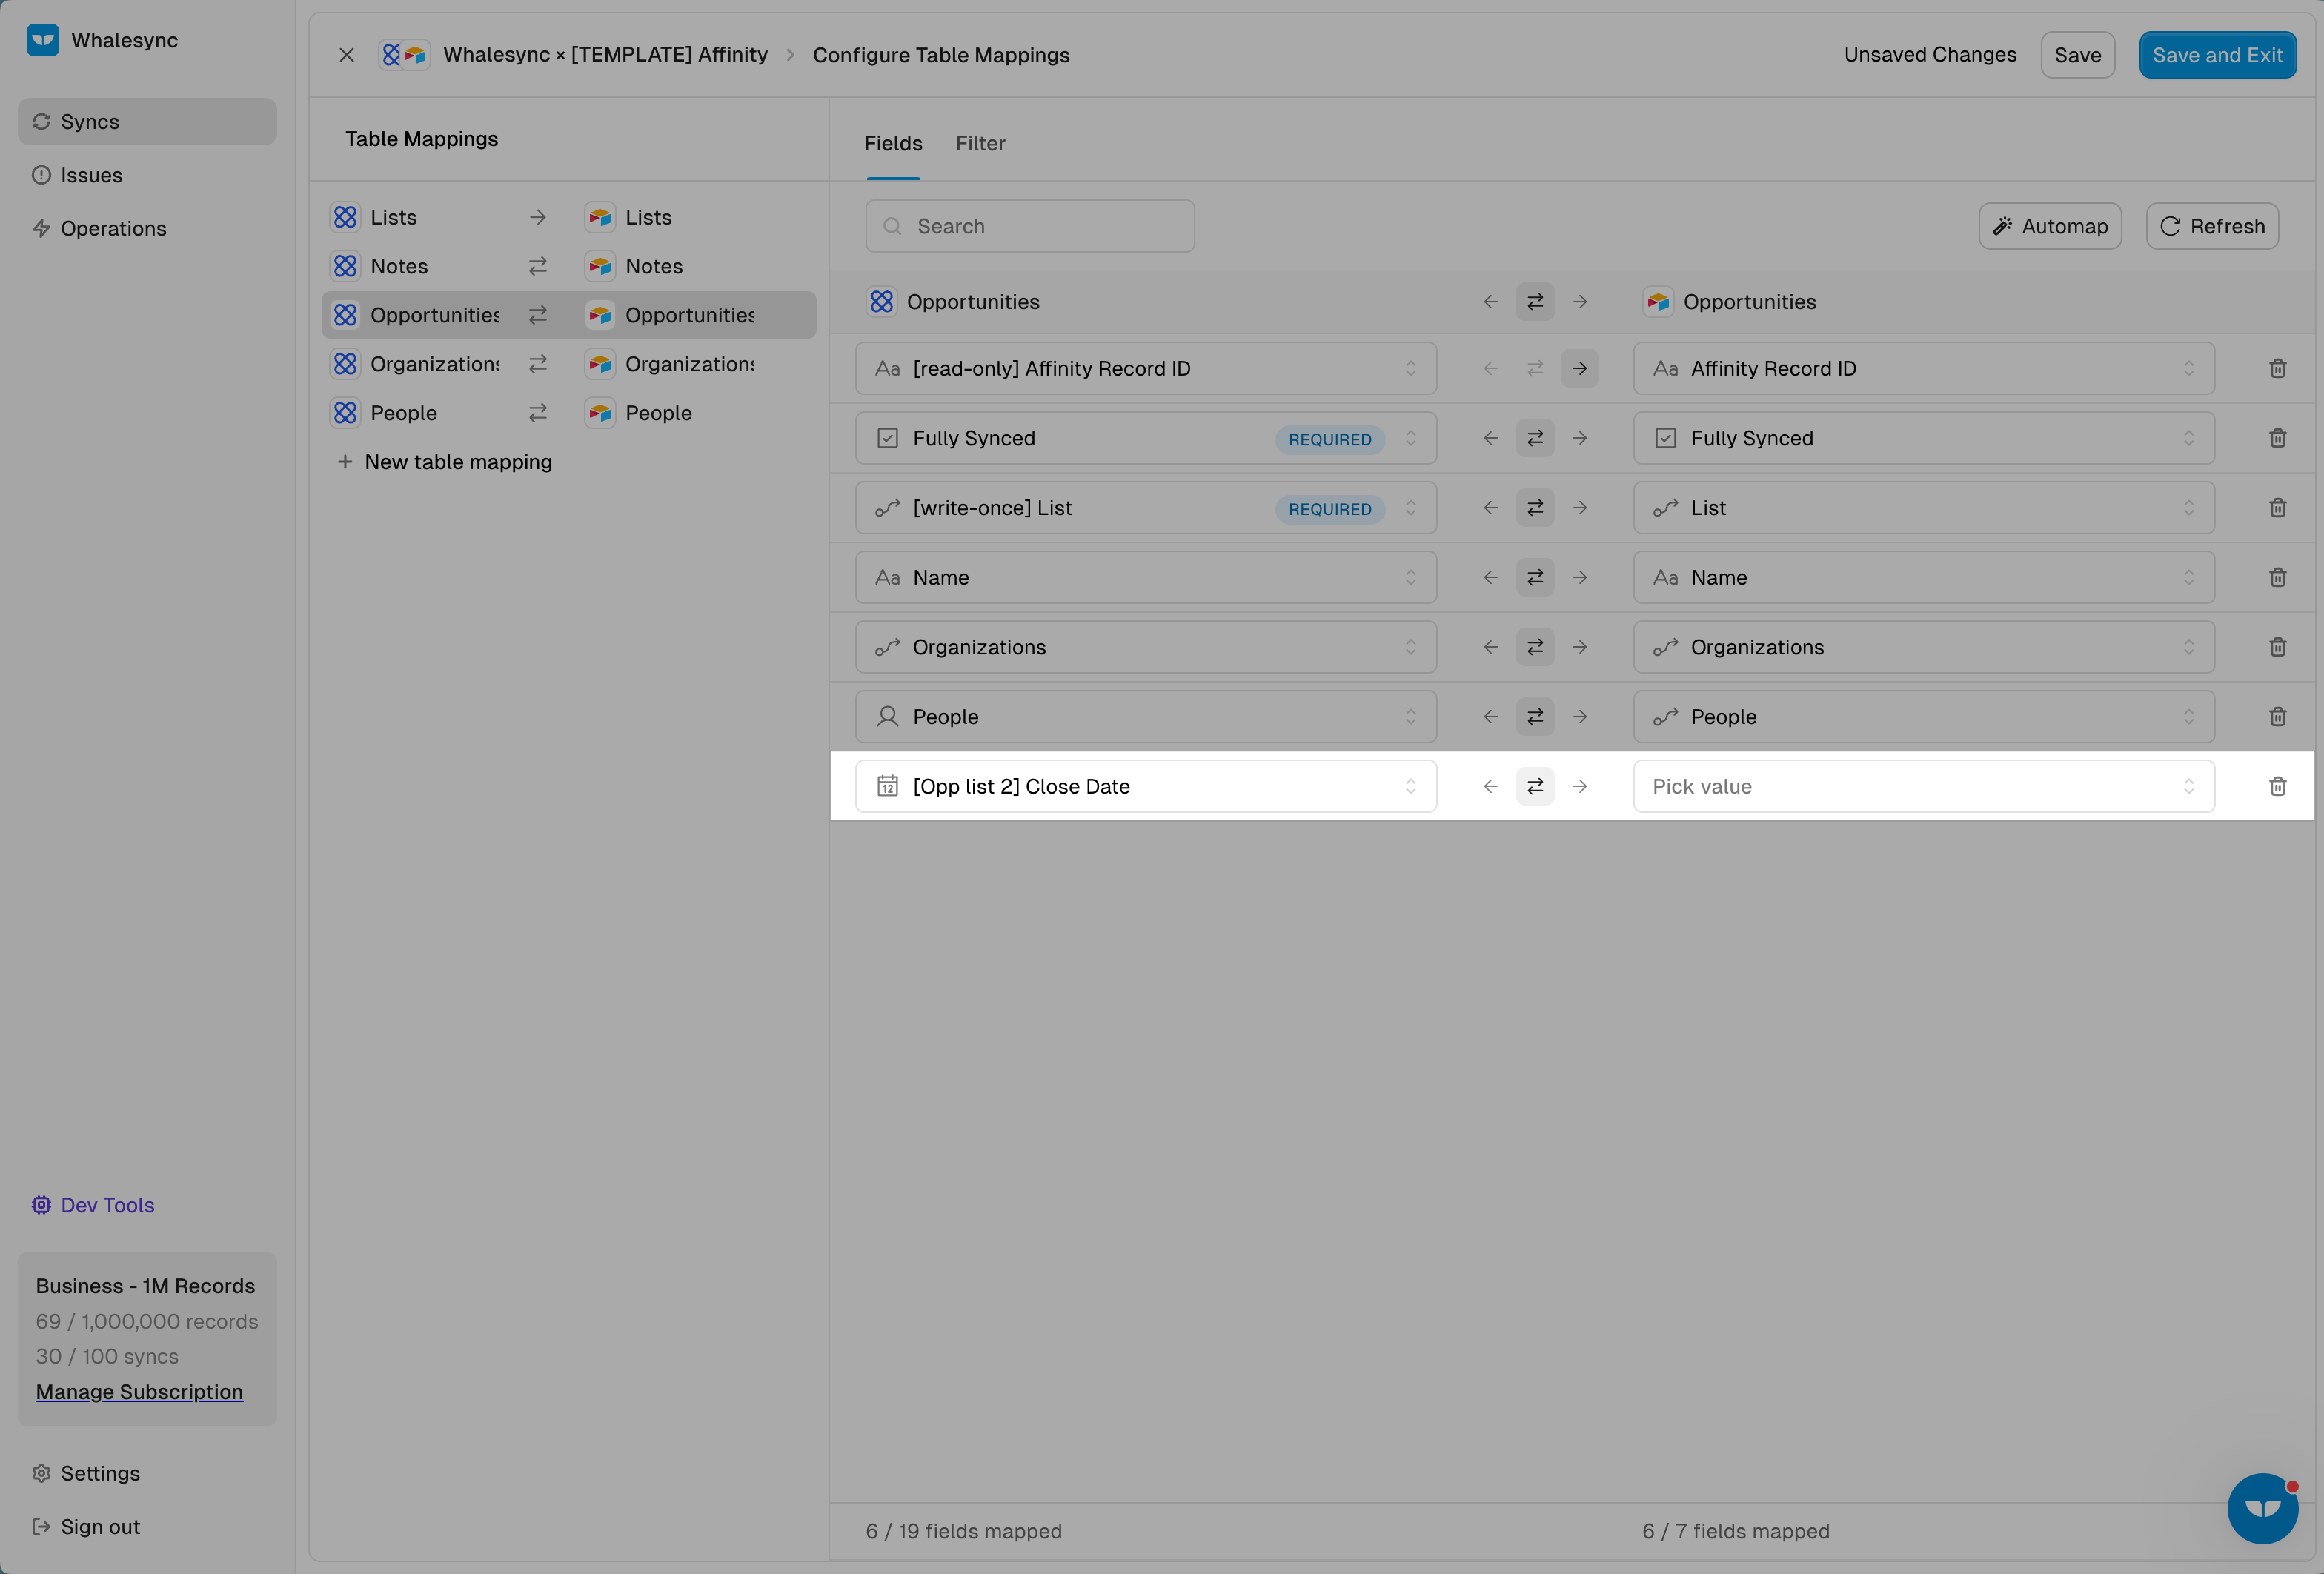 Whalesync
Syncs
Issues
Operations
Dev Tools
Business - 1M Records
69 / 1,000,000 records
30 / 100 syncs
Manage Subscription
Settings
Sign out
Whalesync × [TEMPLATE] Affinity > Configure Table Mappings
Unsaved Changes
Save
Save and Exit
Table Mappings
Lists → Lists
Notes ⇄ Notes
Opportunities ⇄ Opportunities
Organizations ⇄ Organizations
People ⇄ People
+ New table mapping
Fields Filter
Search
Automap
Refresh
Opportunities ← ⇄ → Opportunities
Aa [read-only] Affinity Record ID ← ⇄ → Aa Affinity Record ID
Fully Synced REQUIRED ← ⇄ → Fully Synced
[write-once] List REQUIRED ← ⇄ → List
Aa Name ← ⇄ → Aa Name
Organizations ← ⇄ → Organizations
People ← ⇄ → People
12 [Opp list 2] Close Date ← ⇄ → Pick value
6 / 19 fields mapped
6 / 7 fields mapped